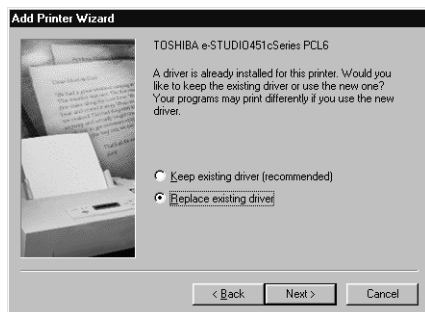 Add Printer Wizard
TOSHIBA e-STUDIO451cSeries PCL6
A driver is already installed for this printer. Would you
like to keep the existing driver or use the new one?
Your programs may print differently if you use the new
driver.
Keep existing driver (recommended)
Replace existing driver
< Back
Next >
Cancel